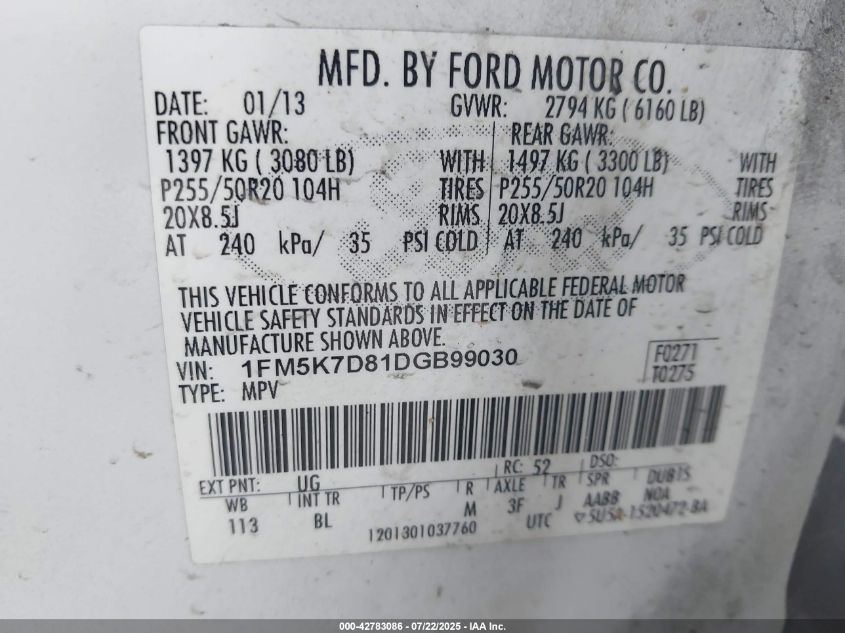 MFD. BY FORD MOTOR CO.
DATE: 01/13 GVWR: 2794 KG ( 6160 LB)
FRONT GAWR: REAR GAWR:
1397 KG ( 3080 LB) WITH 1497 KG ( 3300 LB) WITH
P255/50R20 104H TIRES P255/50R20 104H TIRES
20X8.5J RIMS 20X8.5J RIMS
AT 240 kPa/ 35 PSI COLD AT 240 kPa/ 35 PSI COLD
THIS VEHICLE CONFORMS TO ALL APPLICABLE FEDERAL MOTOR
VEHICLE SAFETY STANDARDS IN EFFECT ON THE DATE OF
MANUFACTURE SHOWN ABOVE.
VIN: 1FM5K7D81DGB99030 F0271
TYPE: MPV T0275
EXT PNT: UG RC: 52 DSO:
WB INT TR TP/PS R AXLE TR SPR DUBTS
113 BL M 3F J AABB NOA
1201301037760 UTC 5U5A-1520472-BA
000-42783086 - 07/22/2025 - IAA Inc.